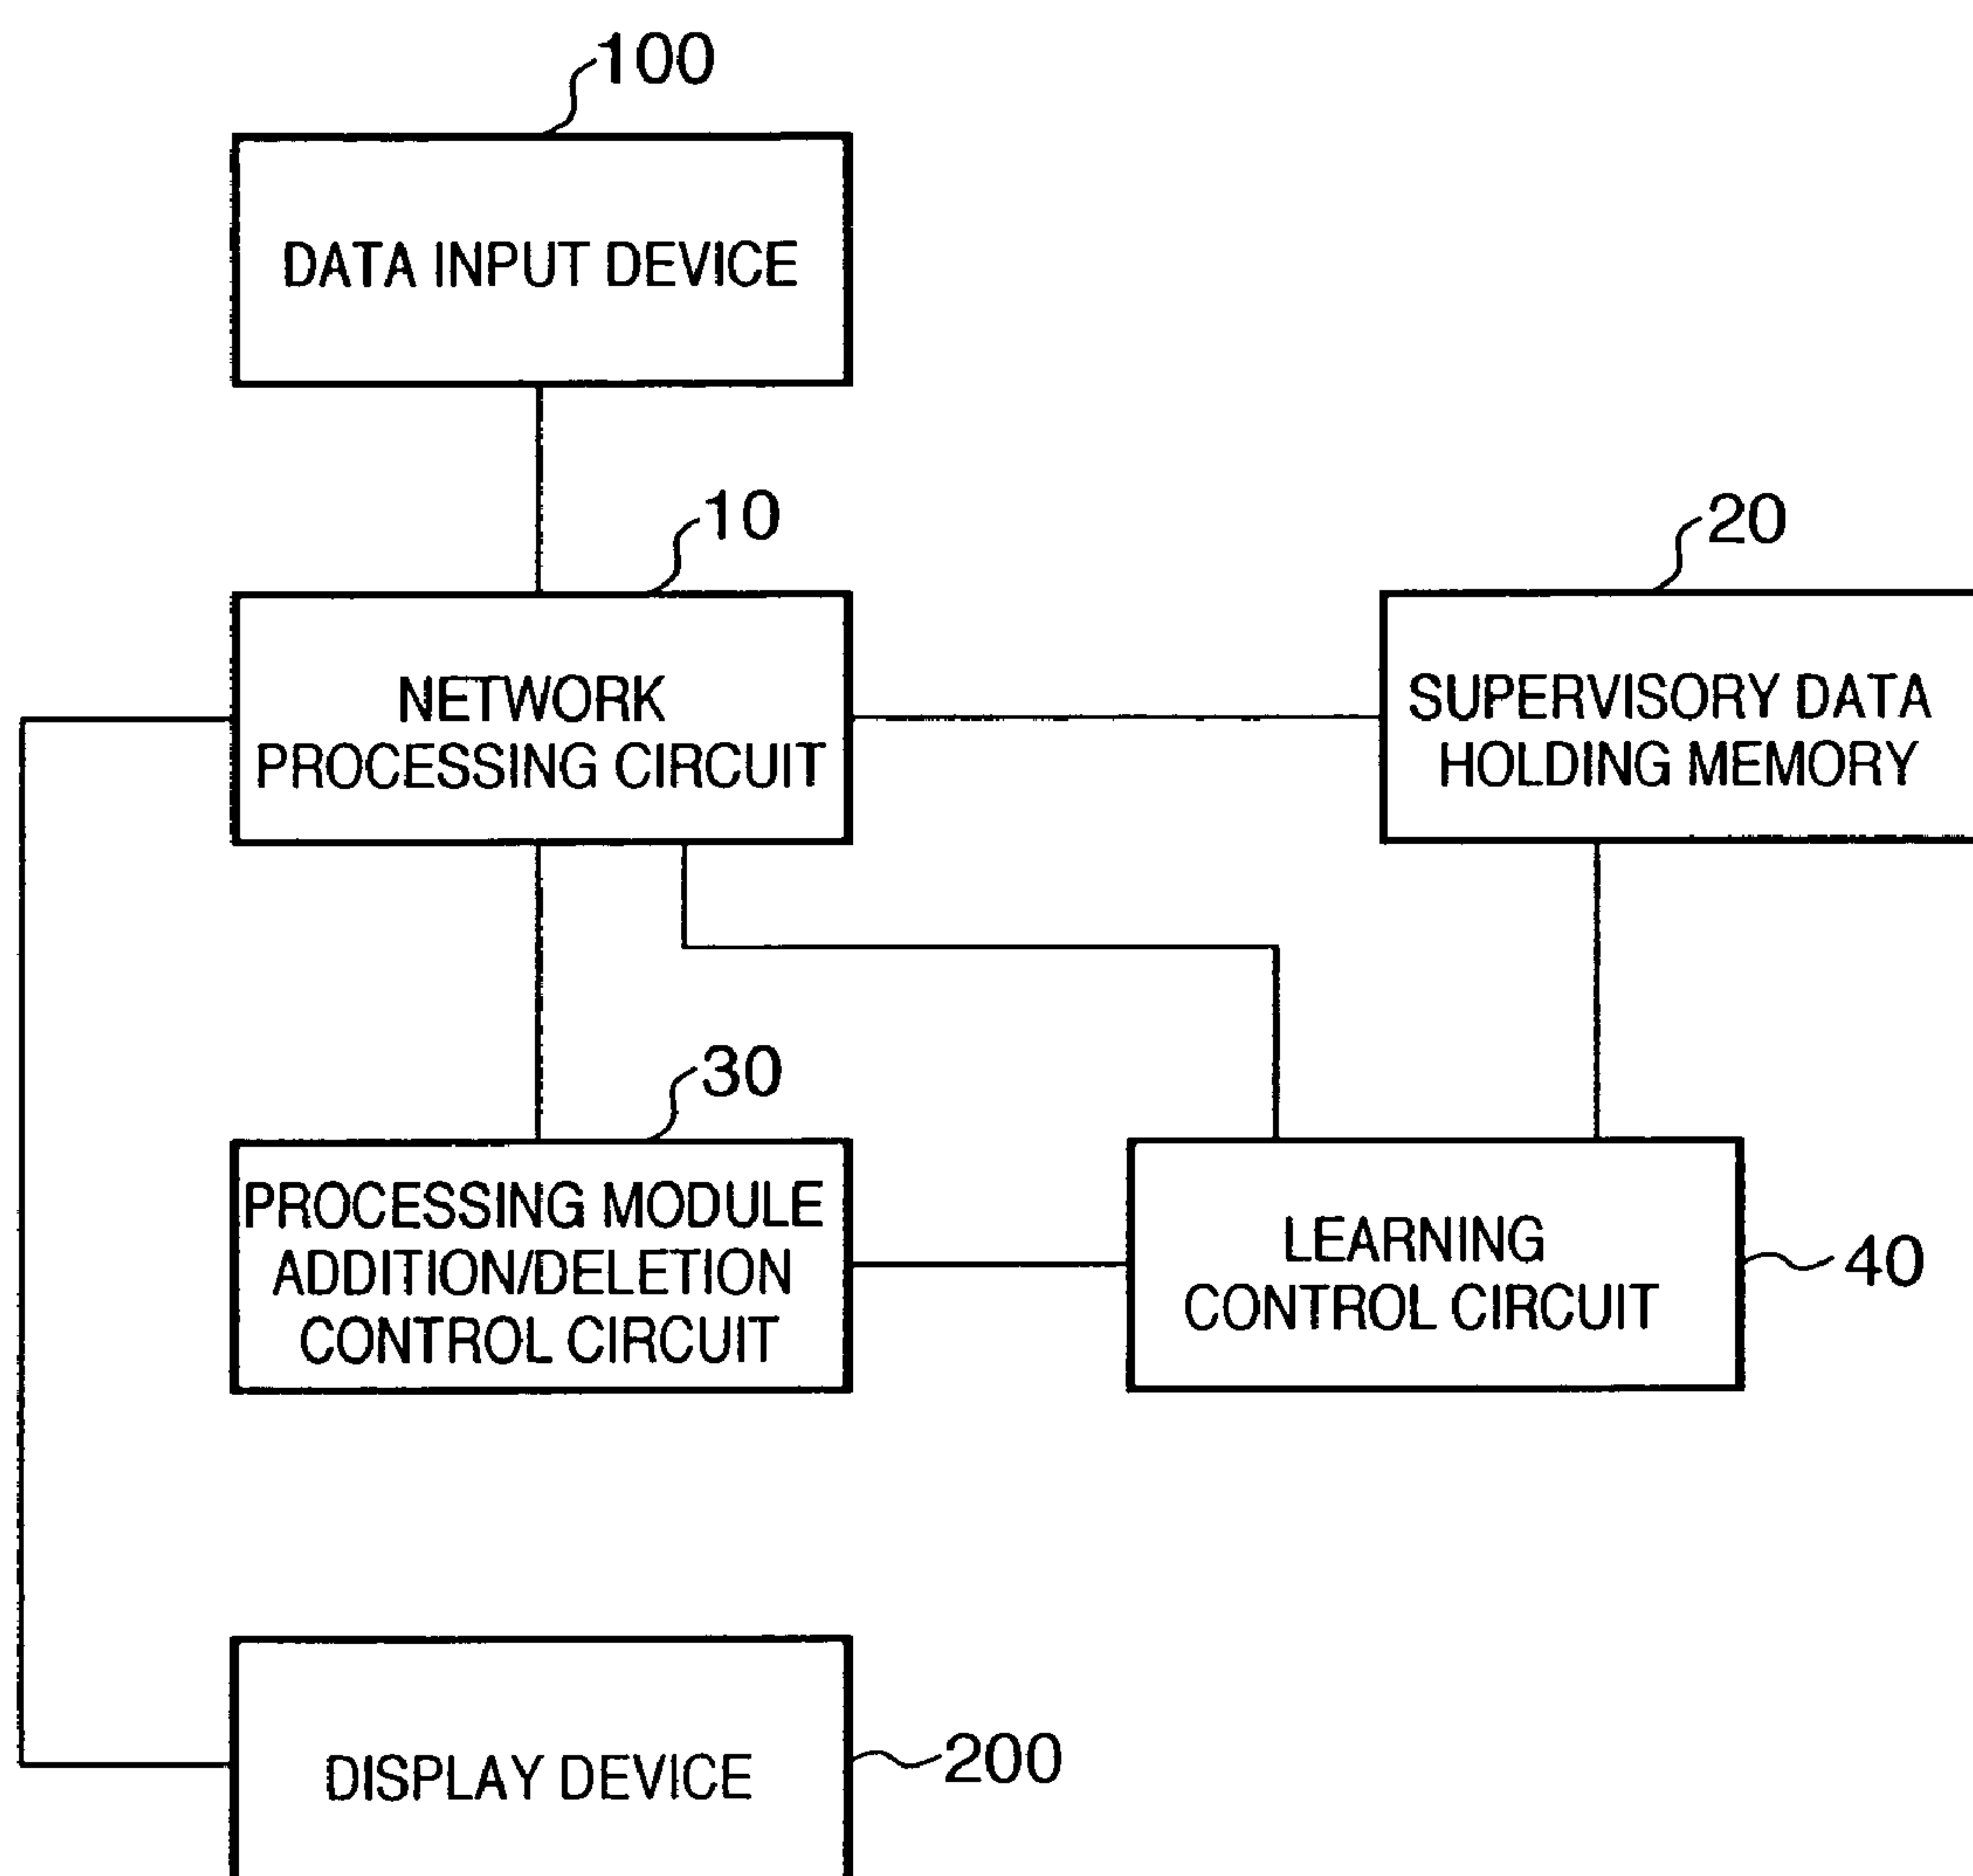 100
DATA INPUT DEVICE
10
NETWORK
PROCESSING CIRCUIT
20
SUPERVISORY DATA
HOLDING MEMORY
30
PROCESSING MODULE
ADDITION/DELETION
CONTROL CIRCUIT
LEARNING
CONTROL CIRCUIT
40
DISPLAY DEVICE
200